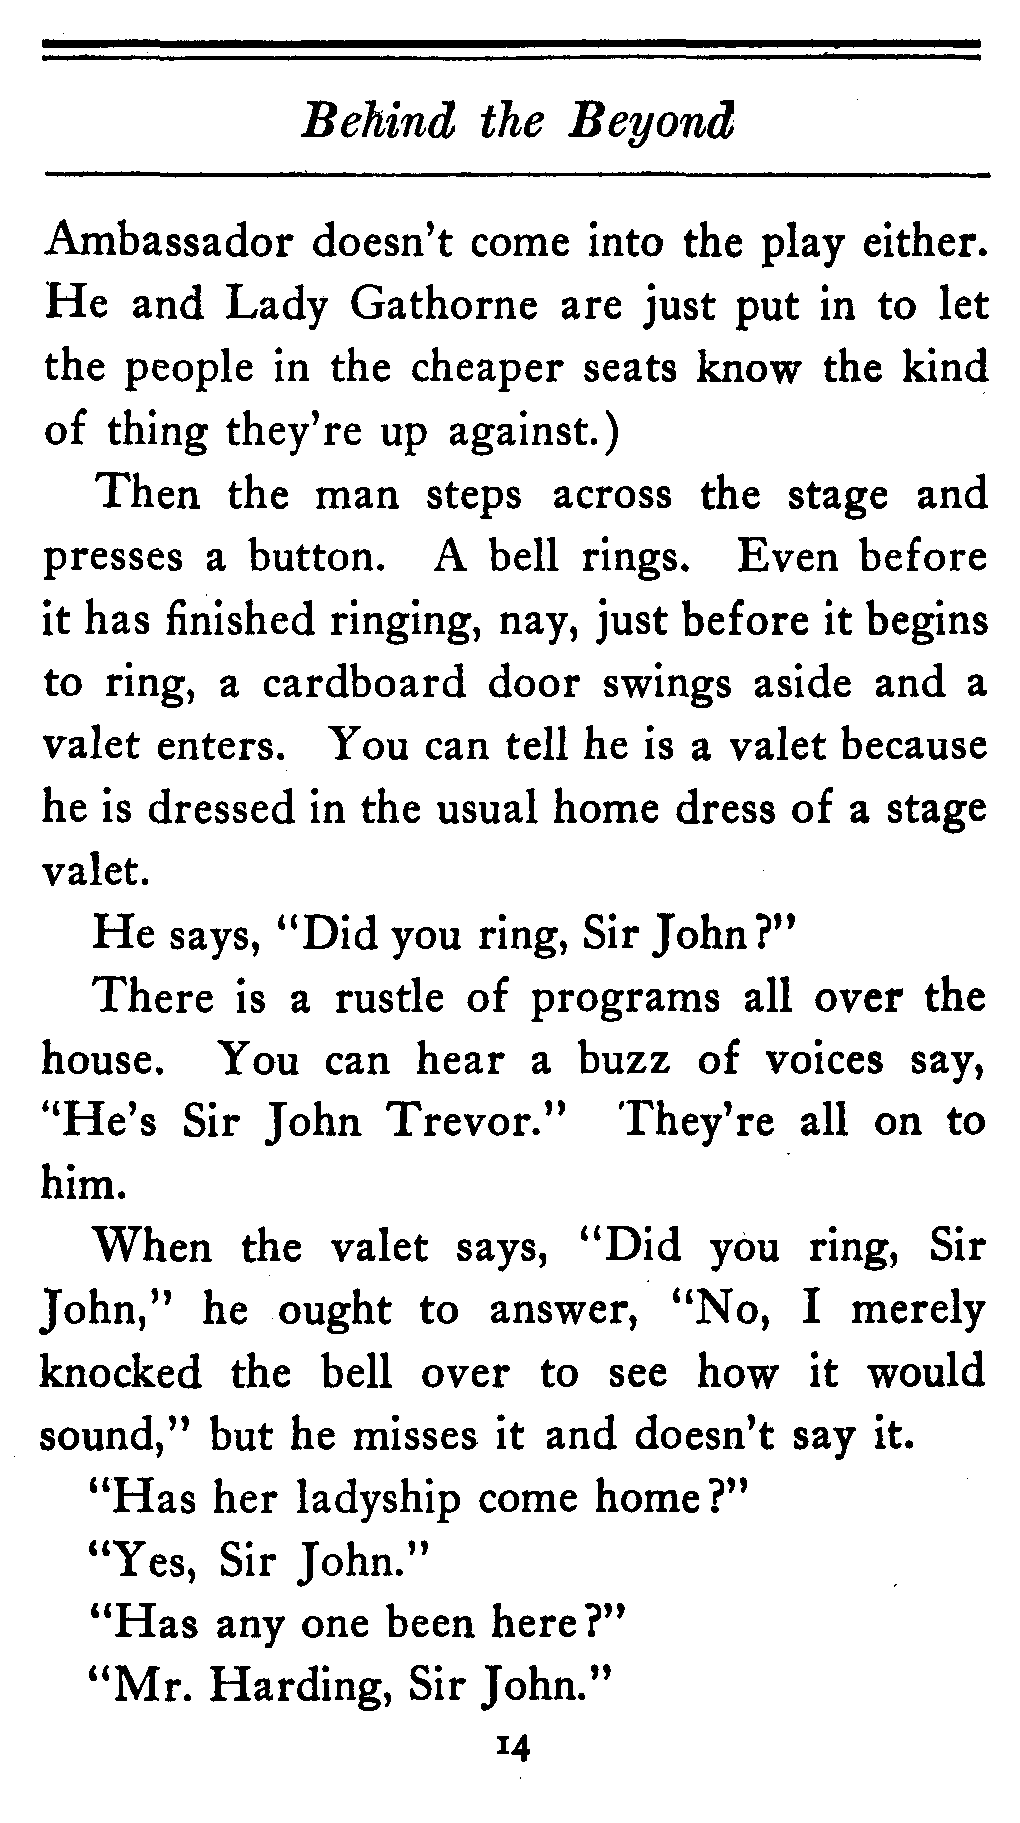 Behind the Beyond
Ambassador doesn't come into the play either.
He and Lady Gathorne are just put in to let
the people in the cheaper seats know the kind
of thing they're up against.)
Then the man steps across the stage and
presses a button. A bell rings. Even before
it has finished ringing, nay, just before it begins
to ring, a cardboard door swings aside and a
valet enters. You can tell he is a valet because
he is dressed in the usual home dress of a stage
valet.
He says, "Did you ring, Sir John?"
There is a rustle of programs all over the
house. You can hear a buzz of voices say,
"He's Sir John Trevor." They're all on to
him.
When the valet says, "Did you ring, Sir
John," he ought to answer, "No, I merely
knocked the bell over to see how it would
sound," but he misses it and doesn't say it.
"Has her ladyship come home?"
"Yes, Sir John."
"Has any one been here?"
"Mr. Harding, Sir John."
14